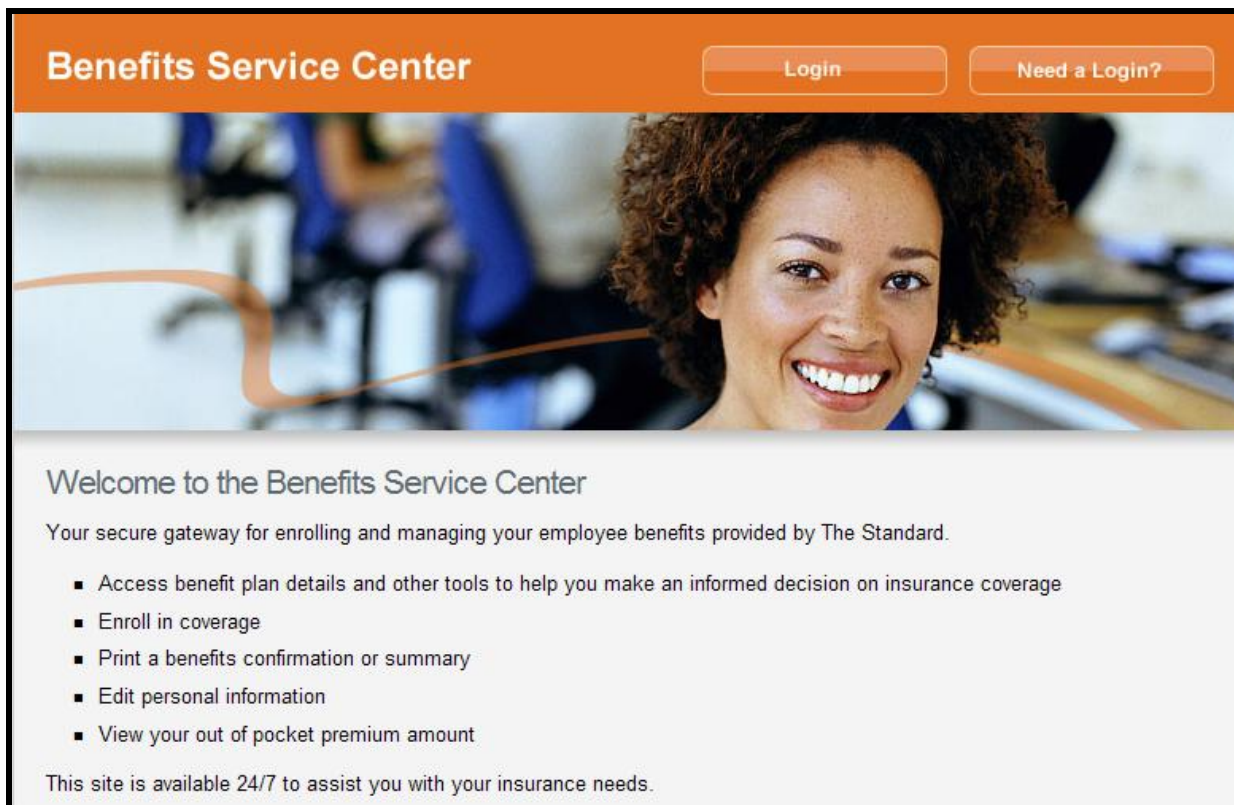 Benefits Service Center
Login
Need a Login?
Welcome to the Benefits Service Center
Your secure gateway for enrolling and managing your employee benefits provided by The Standard.
Access benefit plan details and other tools to help you make an informed decision on insurance coverage
Enroll in coverage
Print a benefits confirmation or summary
Edit personal information
View your out of pocket premium amount
This site is available 24/7 to assist you with your insurance needs.